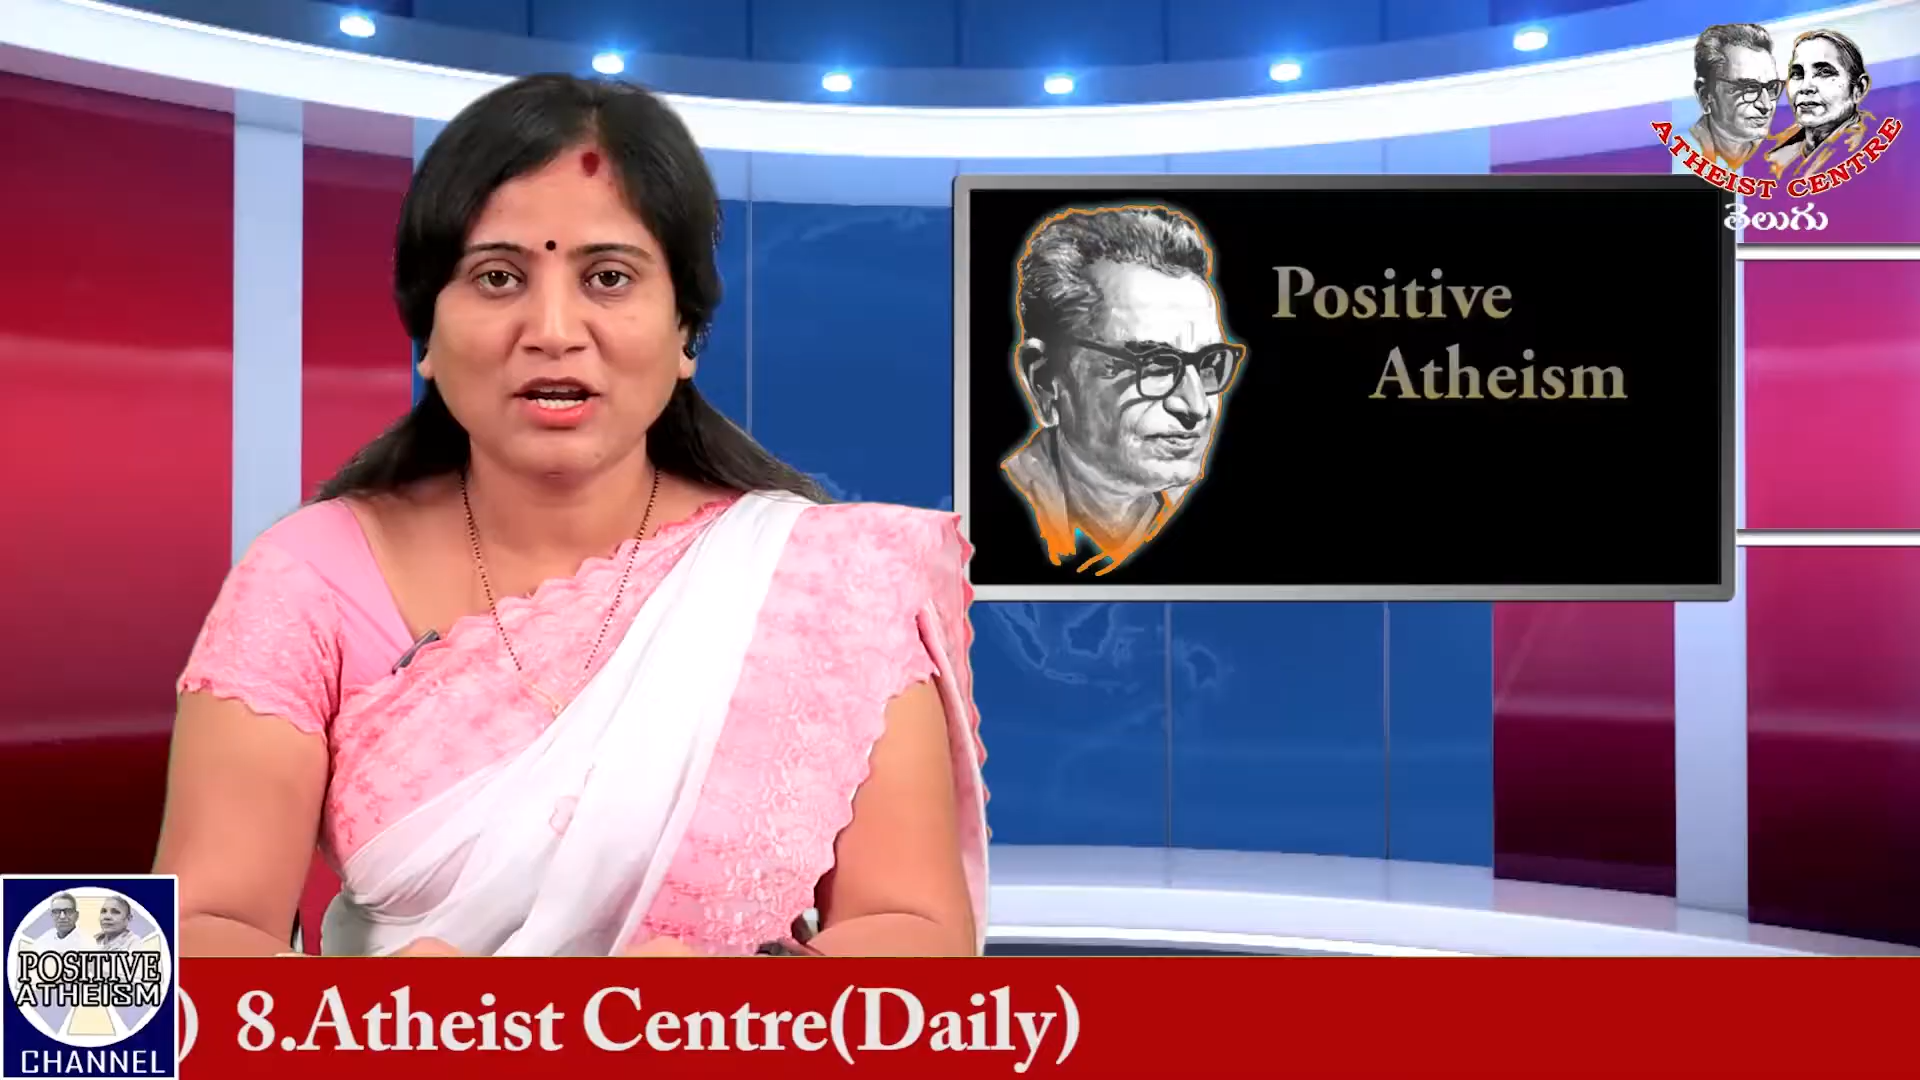 ATHEIST CENTRE
తెలుగు
Positive
Atheism
POSITIVE
ATHEISM
CHANNEL
) 8.Atheist Centre(Daily)